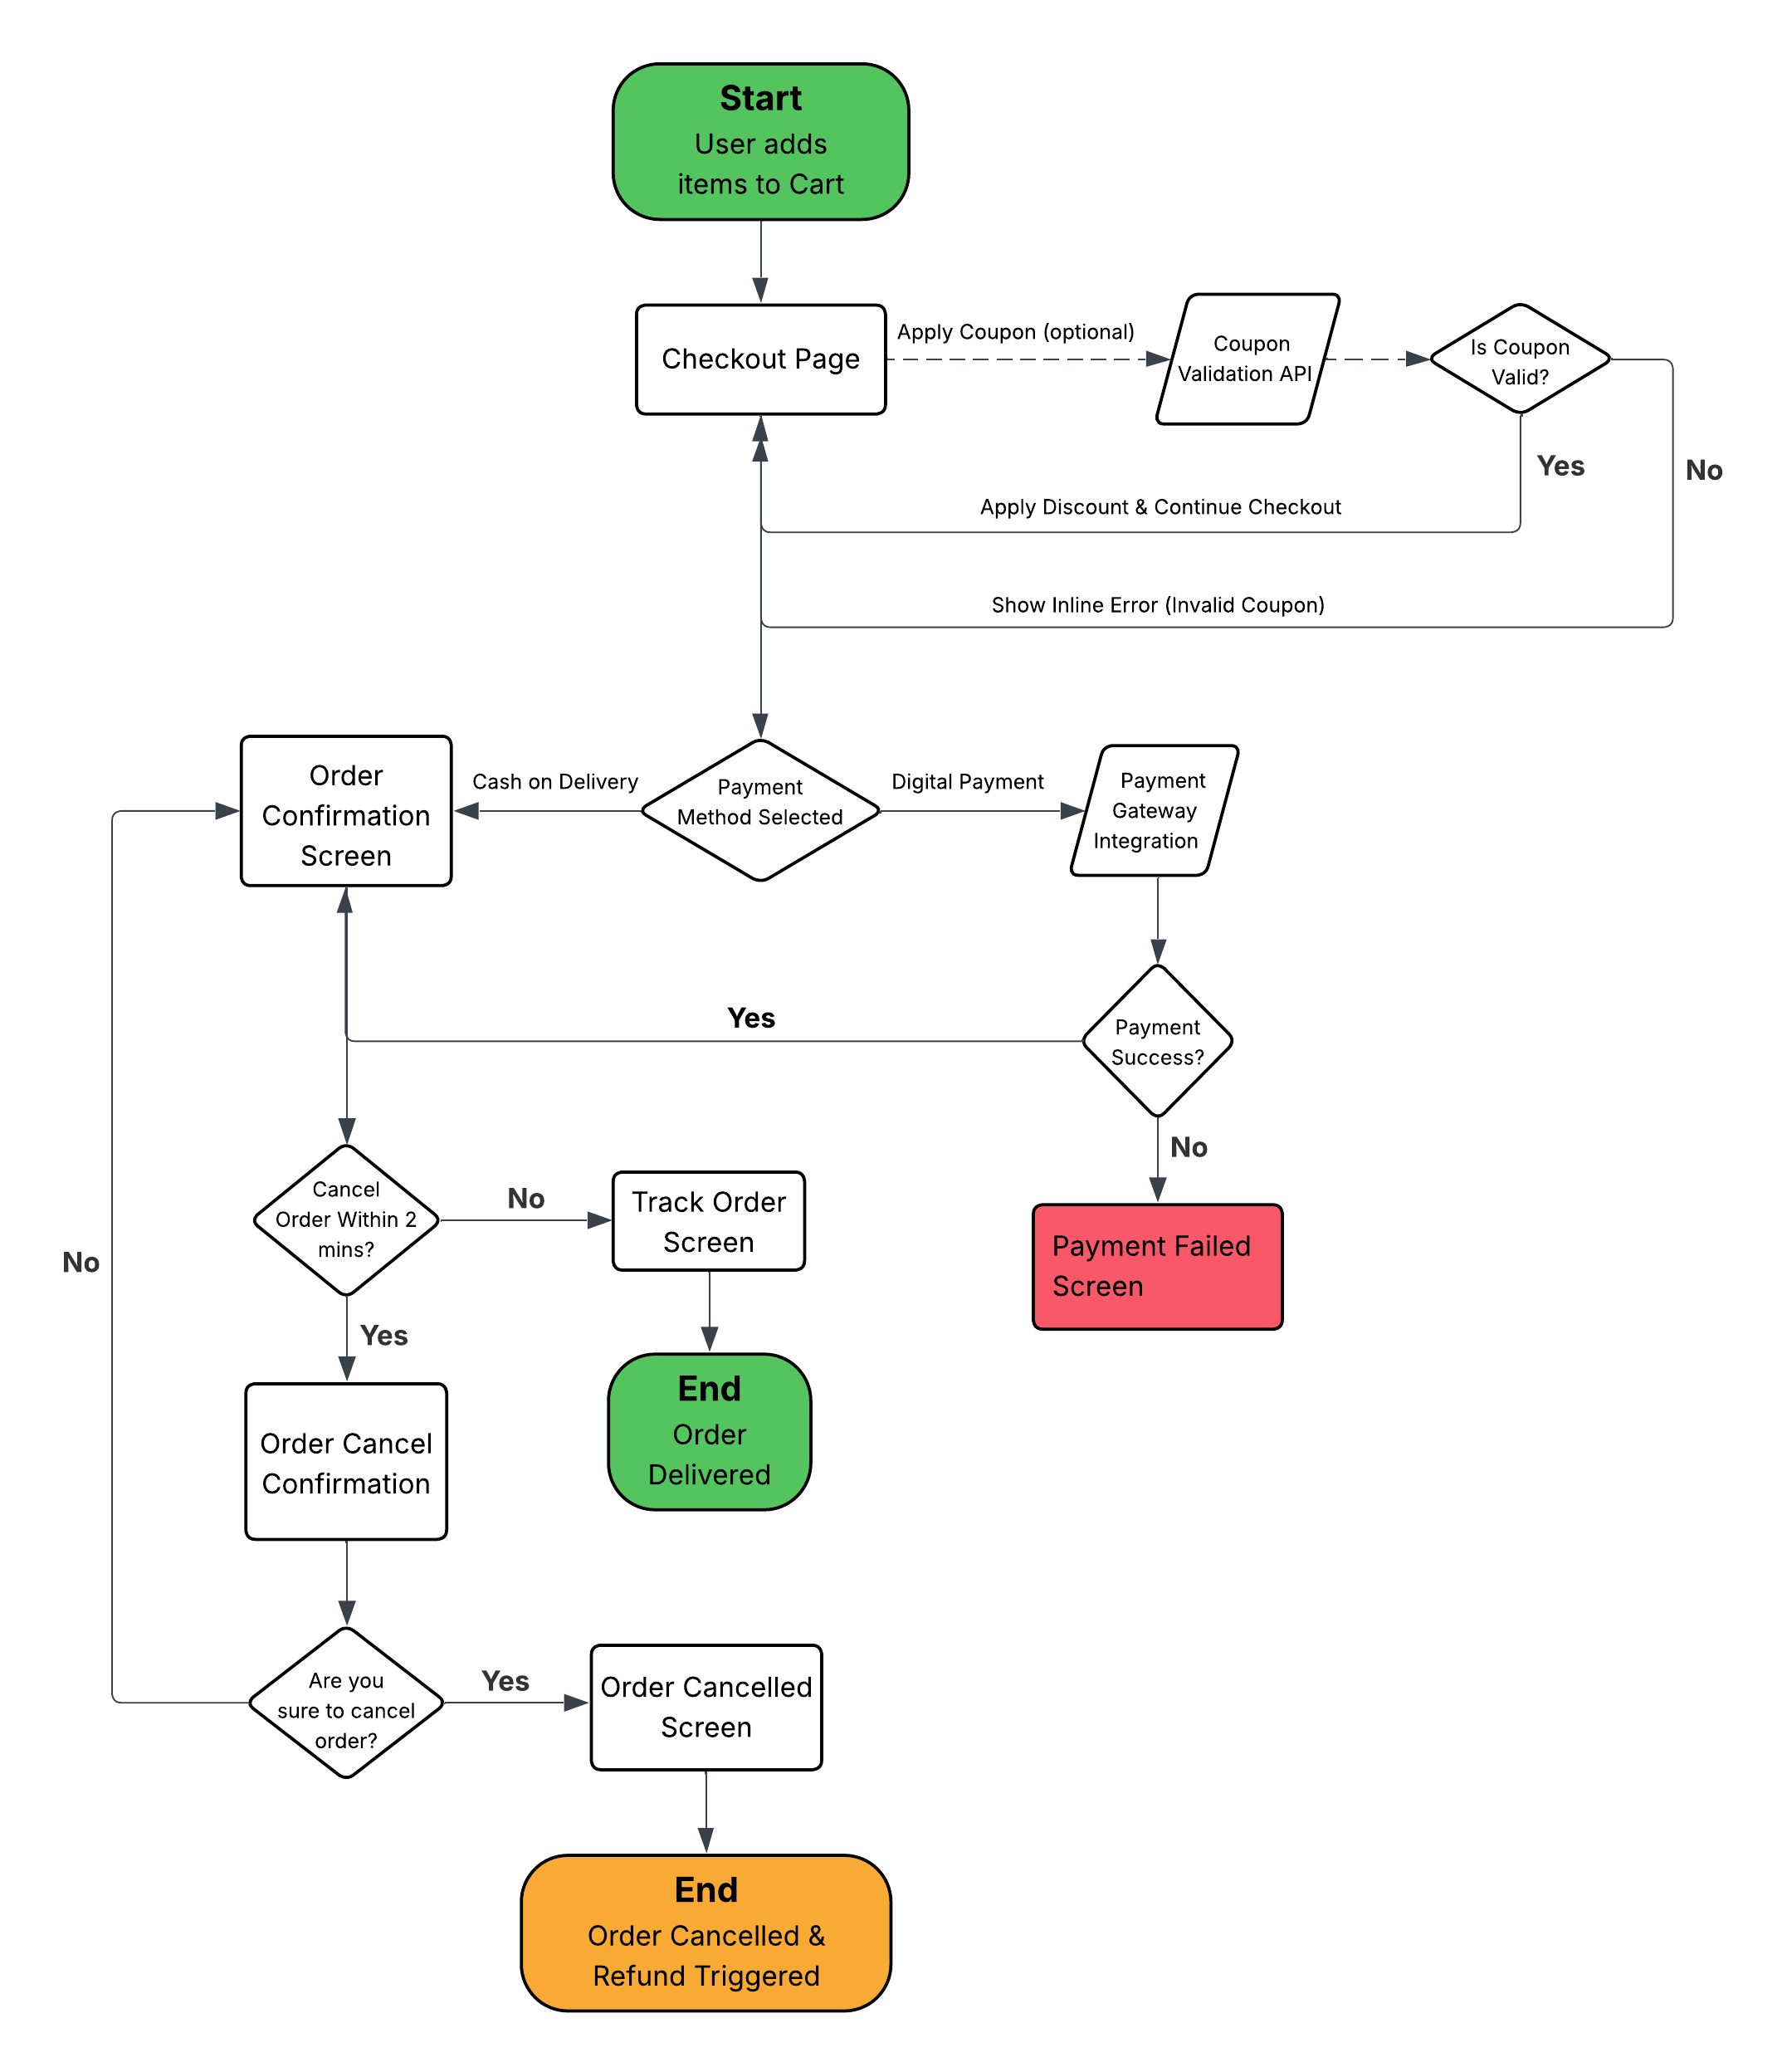 Start
User adds
items to Cart
Checkout Page
Apply Coupon (optional)
Coupon
Validation API
Is Coupon
Valid?
Yes
No
Apply Discount & Continue Checkout
Show Inline Error (Invalid Coupon)
Order
Confirmation
Screen
Cash on Delivery
Payment
Method Selected
Digital Payment
Payment
Gateway
Integration
Yes
Payment
Success?
No
Cancel
Order Within 2
mins?
No
Track Order
Screen
Payment Failed
Screen
No
Yes
End
Order
Delivered
Order Cancel
Confirmation
Are you
sure to cancel
order?
Yes
Order Cancelled
Screen
End
Order Cancelled &
Refund Triggered